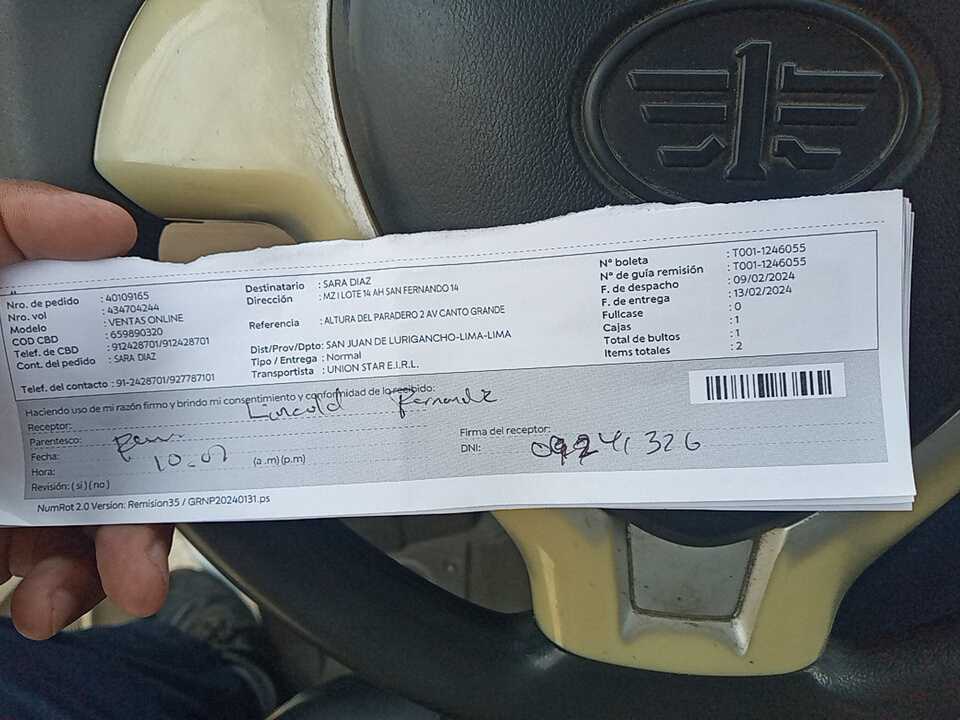 Nro. de pedido : 40109165
Nro. vol : 434704244
Modelo : VENTAS ONLINE
COD CBD : 659890320
Telef. de CBD : 912428701/912428701
Cont. del pedido : SARA DIAZ
Telef. del contacto : 91-2428701/927787101
Destinatario : SARA DIAZ
Dirección : MZ I LOTE 14 AH SAN FERNANDO 14
Referencia : ALTURA DEL PARADERO 2 AV CANTO GRANDE
Dist/Prov/Dpto: SAN JUAN DE LURIGANCHO-LIMA-LIMA
Tipo / Entrega : Normal
Transportista : UNION STAR E.I.R.L.
N° boleta : T001-1246055
N° de guía remisión : T001-1246055
F. de despacho : 09/02/2024
F. de entrega : 13/02/2024
Fullcase : 0
Cajas : 1
Total de bultos : 1
Items totales : 2
Haciendo uso de mi razón firmo y brindo mi consentimiento y conformidad de lo recibido:
Receptor:
Parentesco:
Fecha: 10-02
Hora: (a .m) (p.m)
Revisión: ( si ) ( no )
Firma del receptor:
DNI:
NumRot 2.0 Version: Remision35 / GRNP20240131.ps